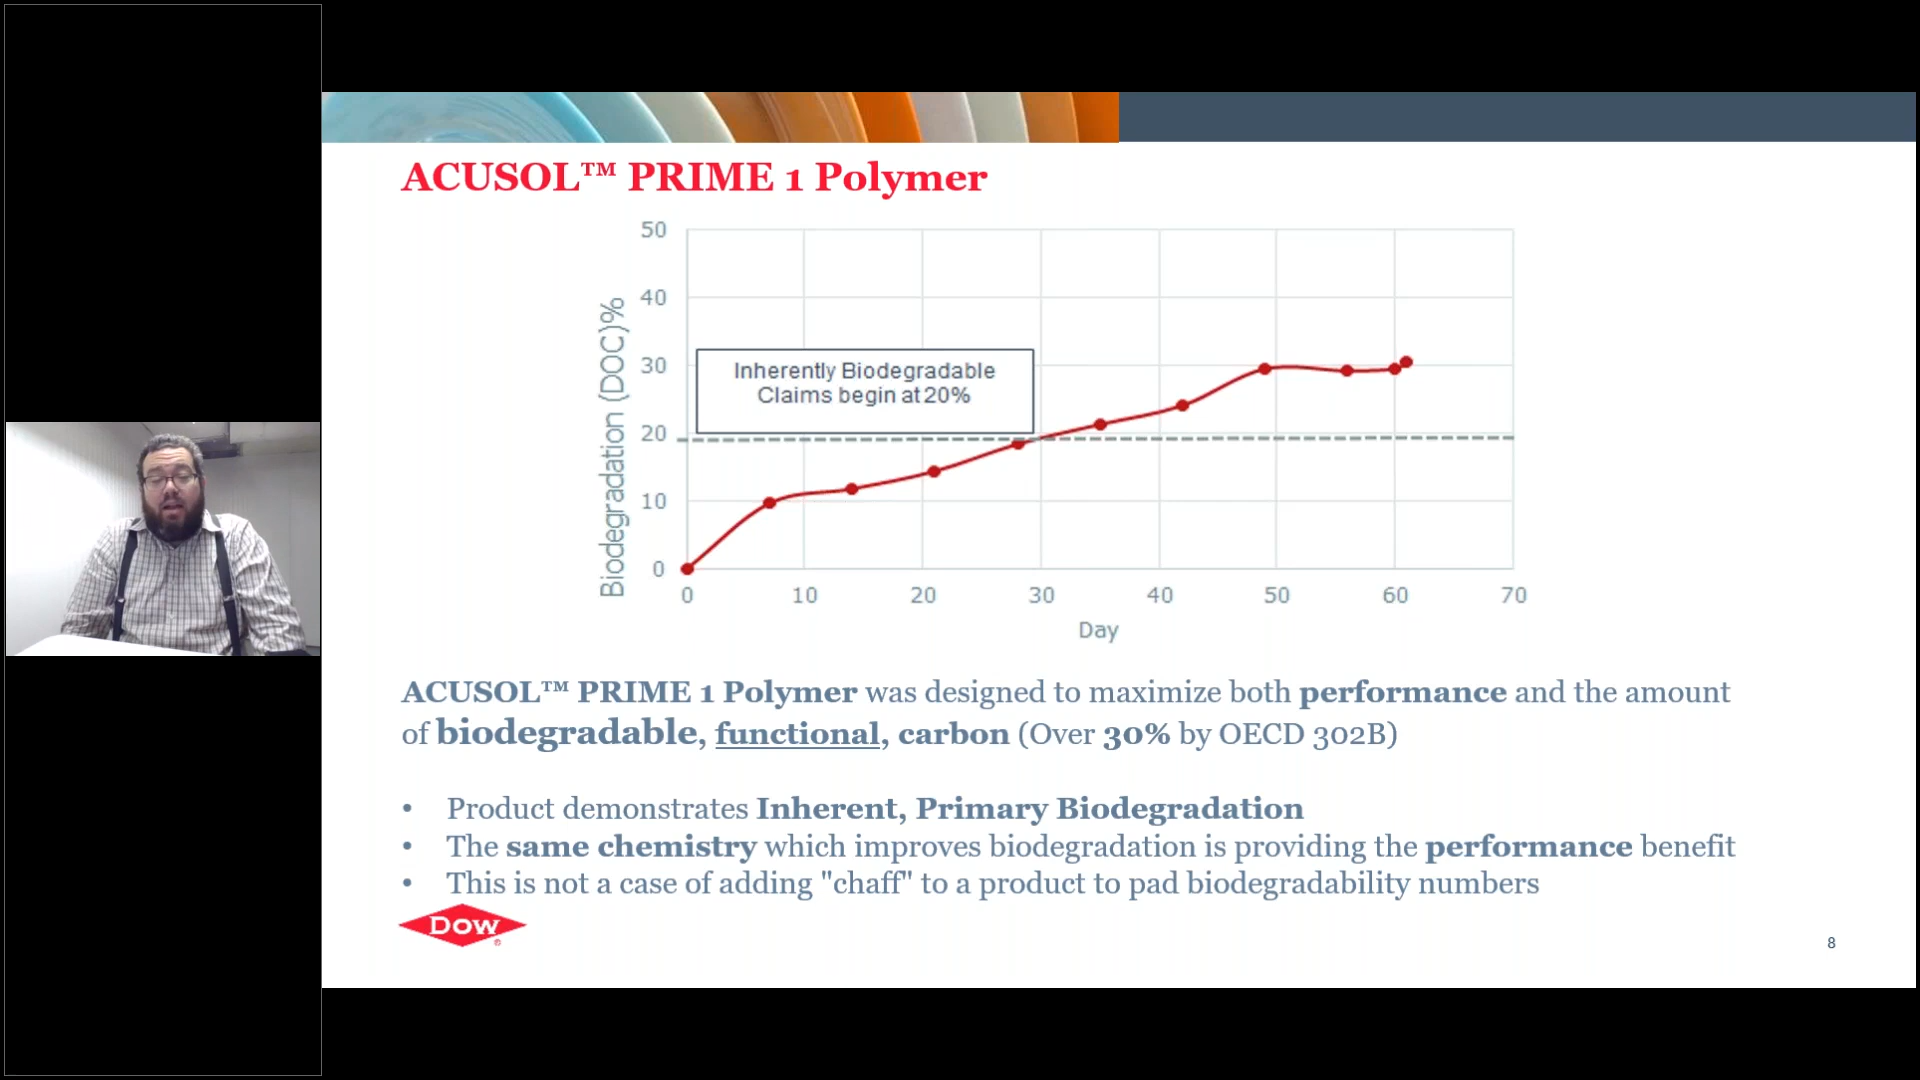 ACUSOL™ PRIME 1 Polymer
50
40
30
20
10
0
Biodegradation (DOC)%
Inherently Biodegradable
Claims begin at 20%
0 10 20 30 40 50 60 70
Day
ACUSOL™ PRIME 1 Polymer was designed to maximize both performance and the amount
of biodegradable, functional, carbon (Over 30% by OECD 302B)
• Product demonstrates Inherent, Primary Biodegradation
• The same chemistry which improves biodegradation is providing the performance benefit
• This is not a case of adding "chaff" to a product to pad biodegradability numbers
DOW®
8